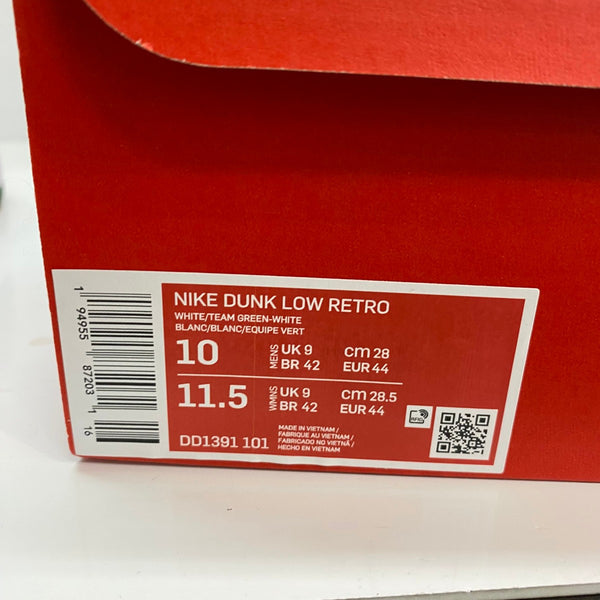 NIKE DUNK LOW RETRO
WHITE/TEAM GREEN-WHITE
BLANC/BLANC/EQUIPE VERT
10 MENS UK 9 cm 28
BR 42 EUR 44
11.5 WMNS UK 9 cm 28.5
BR 42 EUR 44
DD1391 101
MADE IN VIETNAM /
FABRIQUE AU VIETNAM /
FABRICADO NO VIETNÃ /
HECHO EN VIETNAM
RFID
1 94955 87203 1 16